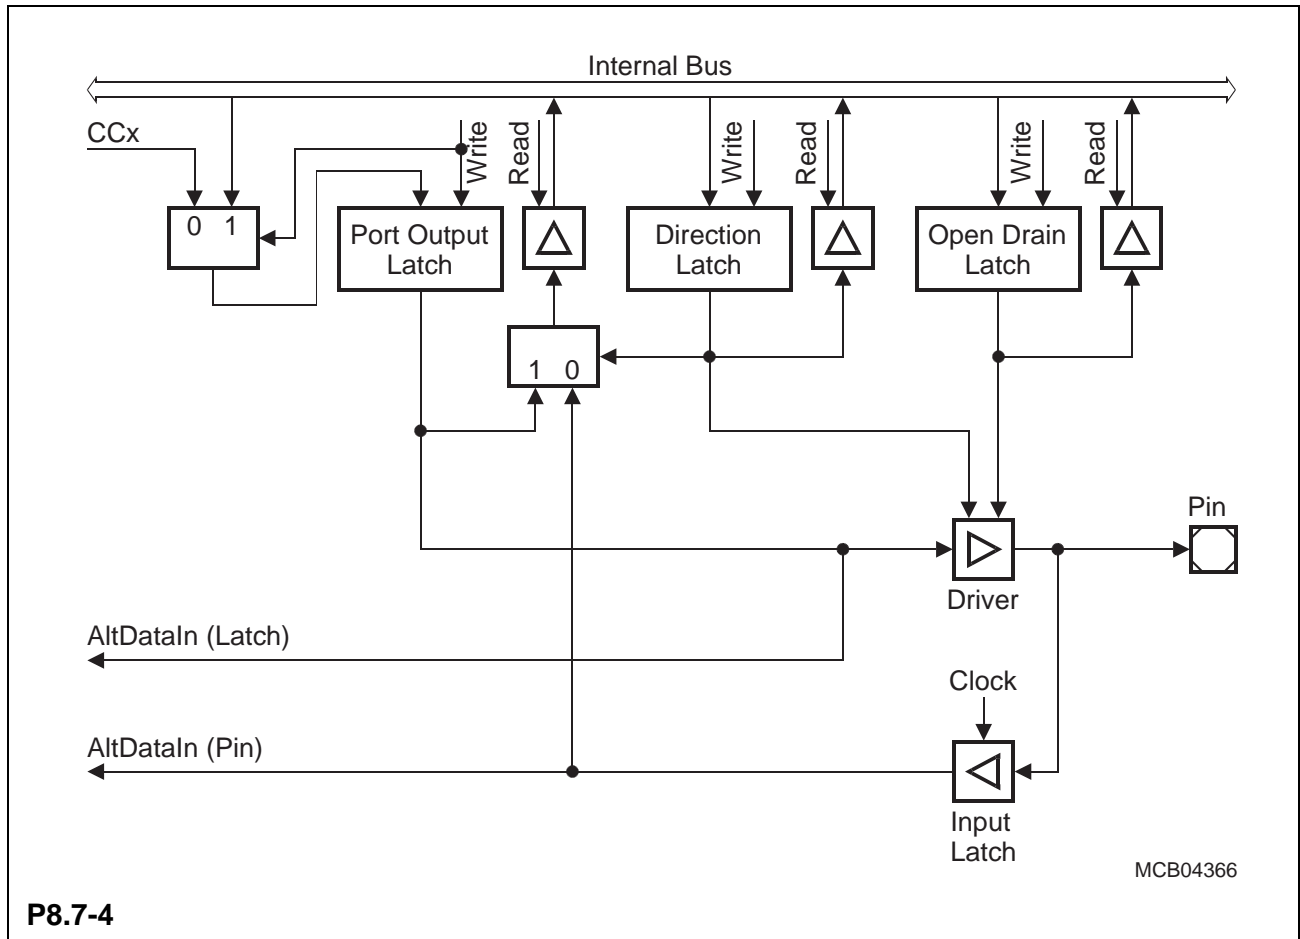 Internal Bus
CCx
Write
Read
Write
Read
Write
Read
0 1
Port Output
Latch
Direction
Latch
Open Drain
Latch
1 0
Pin
Driver
AltDataIn (Latch)
Clock
AltDataIn (Pin)
Input
Latch
MCB04366
P8.7-4